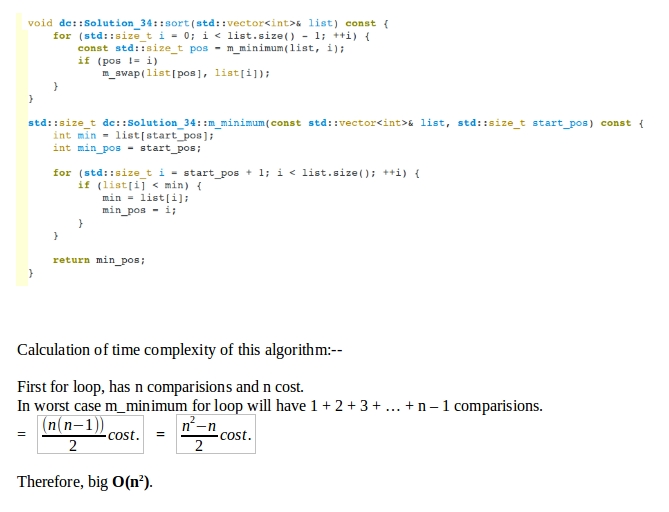 void dc::Solution_34::sort(std::vector<int>& list) const {
    for (std::size_t i = 0; i < list.size() - 1; ++i) {
        const std::size_t pos = m_minimum(list, i);
        if (pos != i)
            m_swap(list[pos], list[i]);
    }
}
std::size_t dc::Solution_34::m_minimum(const std::vector<int>& list, std::size_t start_pos) const {
    int min = list[start_pos];
    int min_pos = start_pos;
    for (std::size_t i = start_pos + 1; i < list.size(); ++i) {
        if (list[i] < min) {
            min = list[i];
            min_pos = i;
        }
    }
    return min_pos;
}
Calculation of time complexity of this algorithm:--
First for loop, has n comparisions and n cost.
In worst case m_minimum for loop will have 1 + 2 + 3 + … + n – 1 comparisions.
= (n(n−1))/2 cost. = n²−n/2 cost.
Therefore, big O(n²).